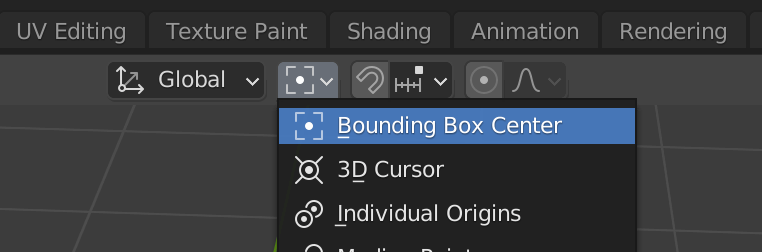 UV Editing Texture Paint Shading Animation Rendering
Global
Bounding Box Center
3D Cursor
Individual Origins